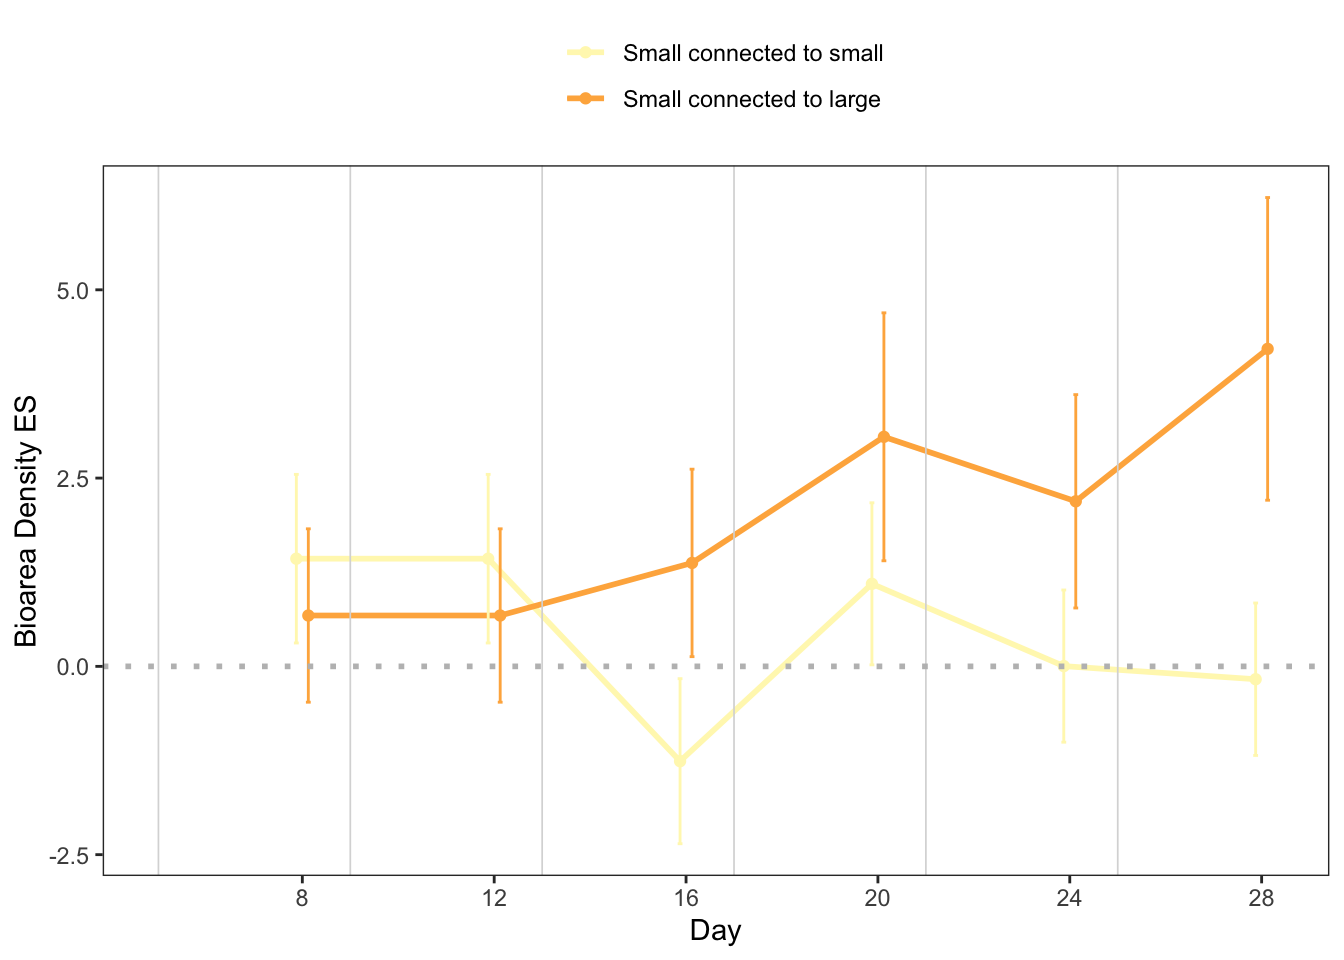 Small connected to small
Small connected to large
Bioarea Density ES
5.0
2.5
0.0
-2.5
8 12 16 20 24 28
Day